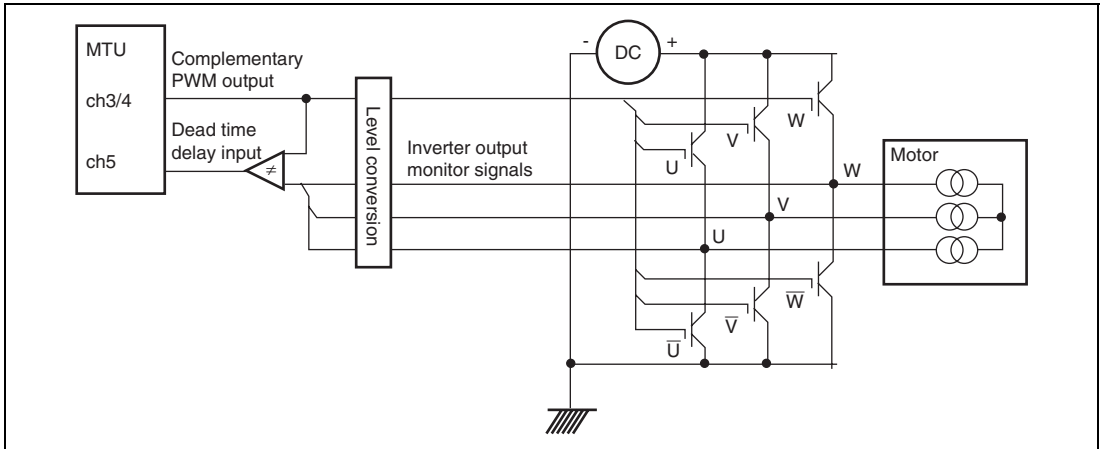 MTU
ch3/4
ch5
Complementary
PWM output
Dead time
delay input
≠
Level conversion
Inverter output
monitor signals
-
DC
+
W
V
U
W
V
U
W̅
V̅
U̅
Motor